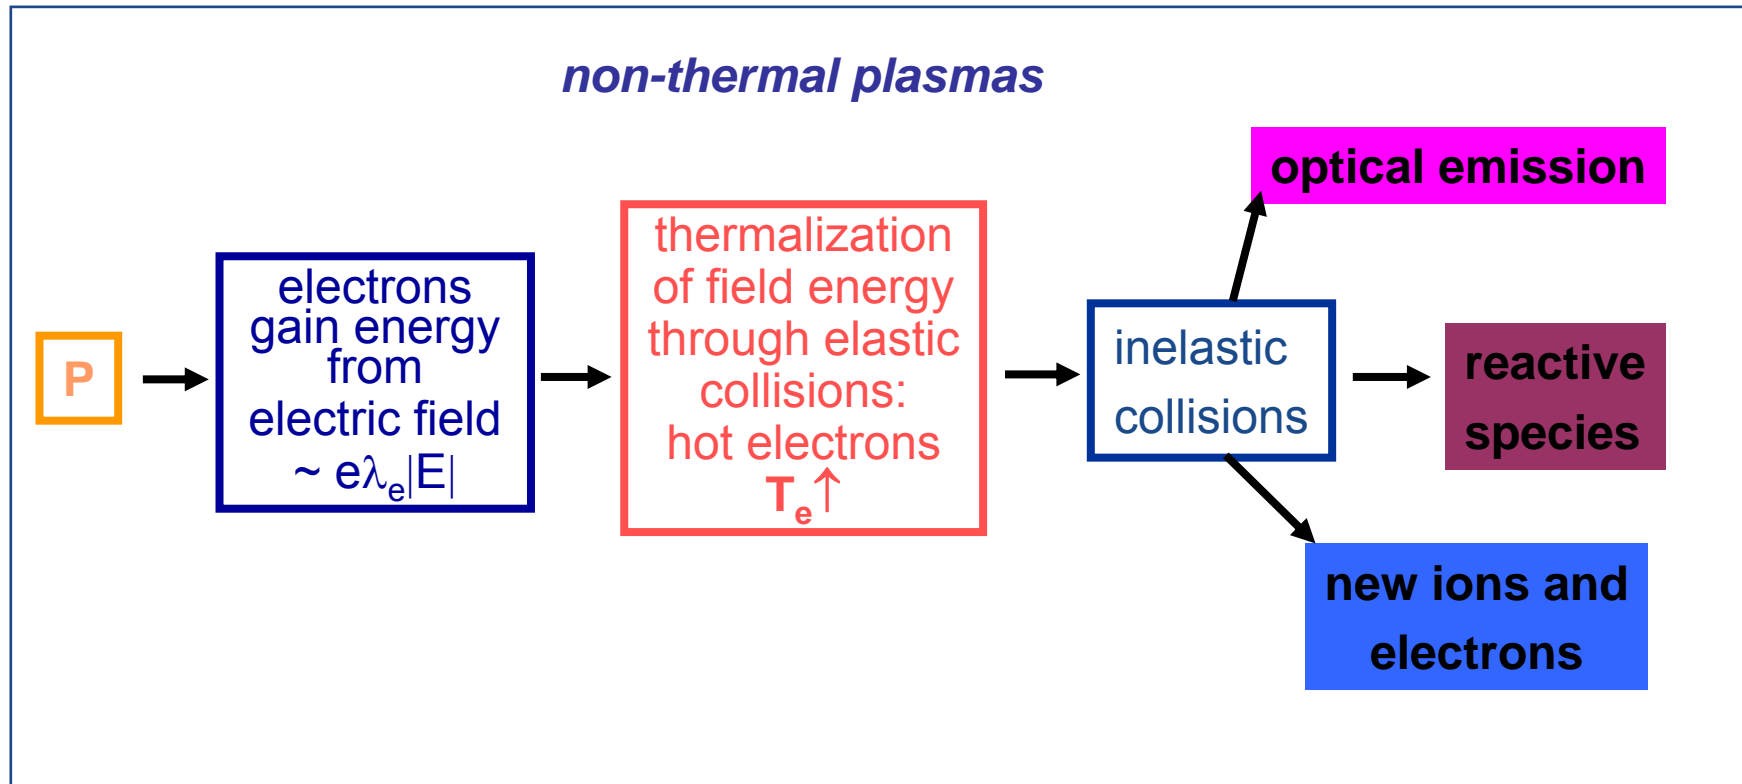 non-thermal plasmas
P
electrons
gain energy
from
electric field
~ eλₑ|E|
thermalization
of field energy
through elastic
collisions:
hot electrons
Tₑ↑
inelastic
collisions
optical emission
reactive
species
new ions and
electrons